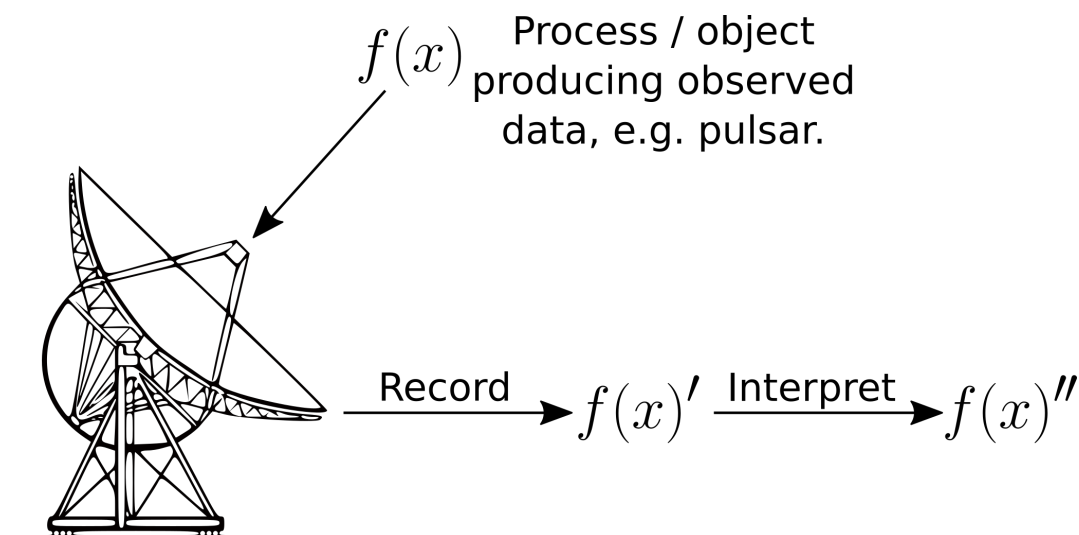 f(x) Process / object
producing observed
data, e.g. pulsar.
Record f(x)′ Interpret f(x)″